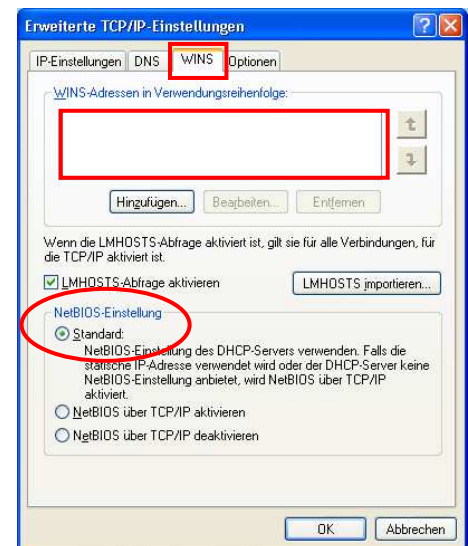 Erweiterte TCP/IP-Einstellungen
IP-Einstellungen DNS WINS Optionen
WINS-Adressen in Verwendungsreihenfolge:
Hinzufügen... Bearbeiten... Entfernen
Wenn die LMHOSTS-Abfrage aktiviert ist, gilt sie für alle Verbindungen, für
die TCP/IP aktiviert ist.
LMHOSTS-Abfrage aktivieren LMHOSTS importieren...
NetBIOS-Einstellung
Standard:
NetBIOS-Einstellung des DHCP-Servers verwenden. Falls die
statische IP-Adresse verwendet wird oder der DHCP-Server keine
NetBIOS-Einstellung anbietet, wird NetBIOS über TCP/IP
aktiviert.
NetBIOS über TCP/IP aktivieren
NetBIOS über TCP/IP deaktivieren
OK Abbrechen